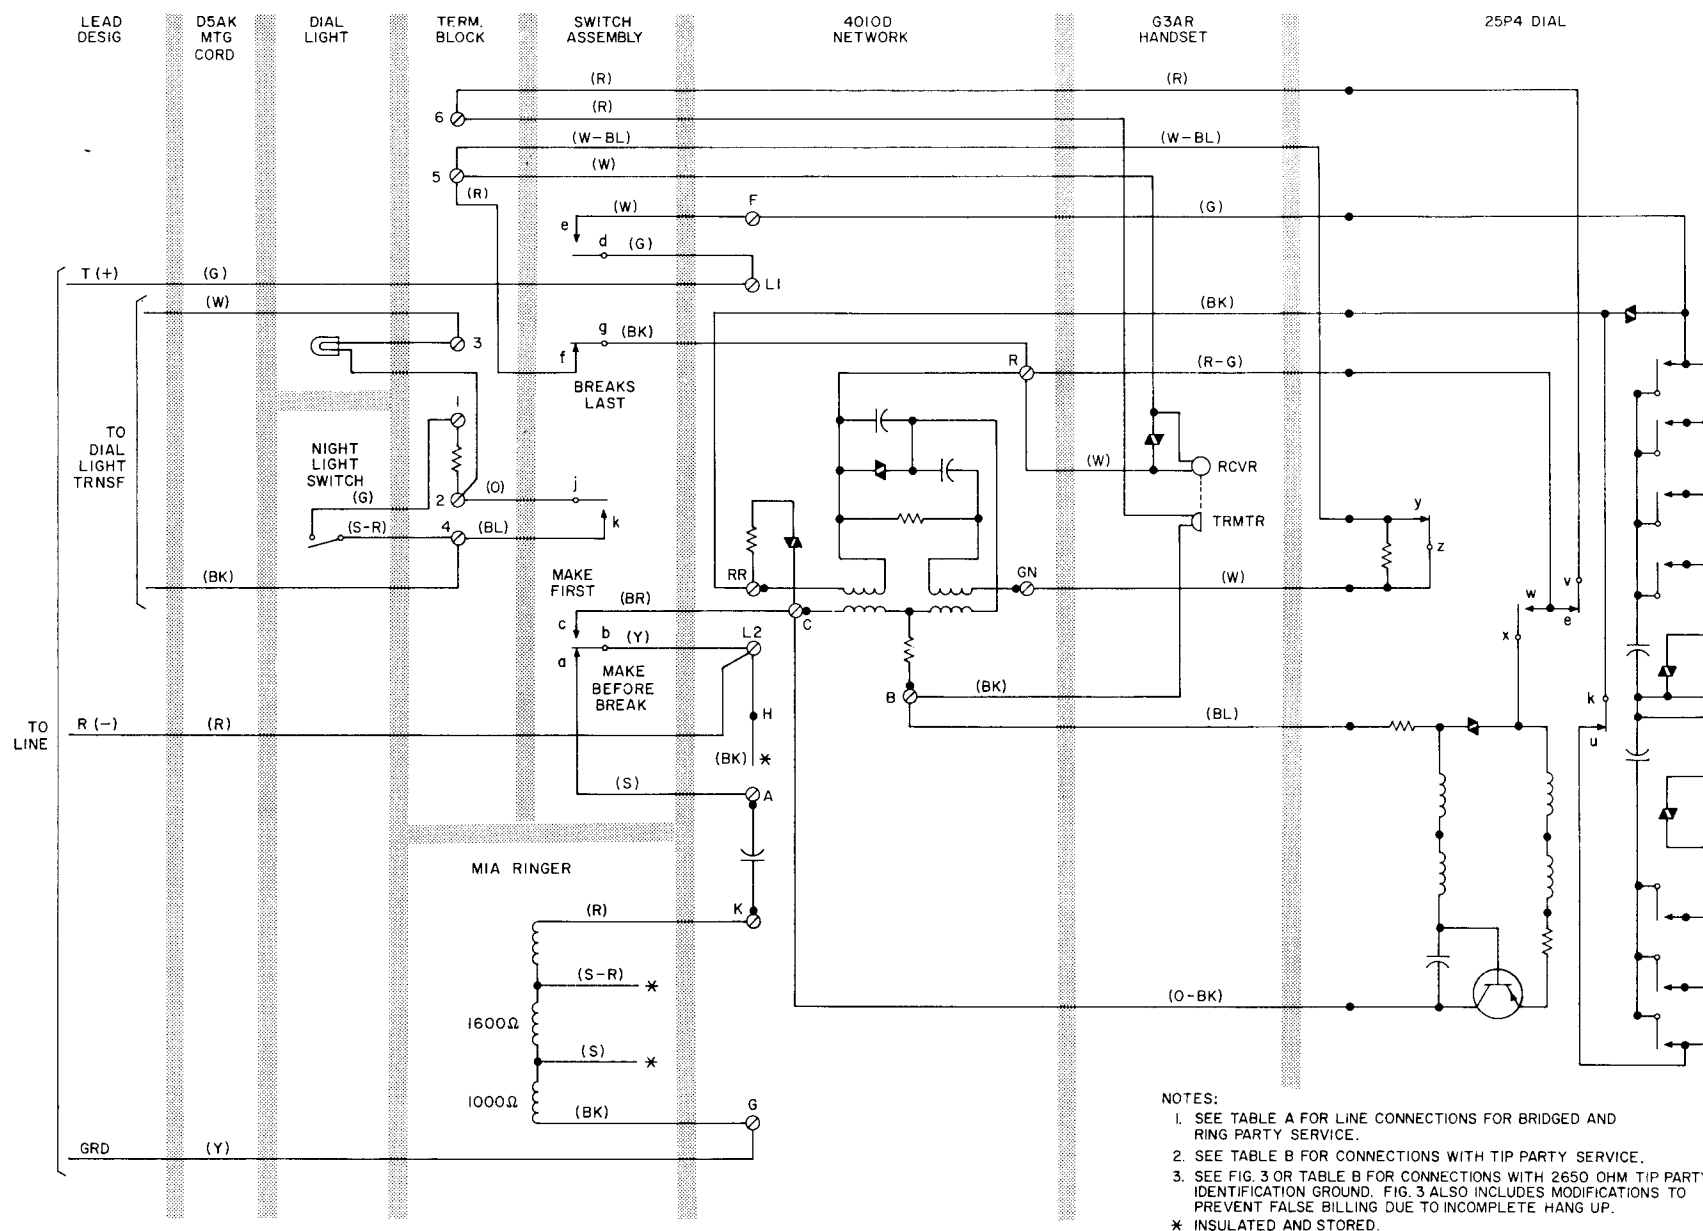 LEAD DESIG
D5AK MTG CORD
DIAL LIGHT
TERM. BLOCK
SWITCH ASSEMBLY
4010D NETWORK
G3AR HANDSET
25P4 DIAL
(R)
(R)
6
(R)
(W-BL)
(W-BL)
5
(W)
(R)
e
(W)
F
(G)
d
(G)
T (+)
(G)
L1
(W)
(BK)
3
g
(BK)
f
R
(R-G)
BREAKS LAST
1
TO DIAL LIGHT TRNSF
NIGHT LIGHT SWITCH
(G)
2
(O)
j
(W)
RCVR
(S-R)
4
(BL)
k
TRMTR
y
z
(BK)
MAKE FIRST
RR
GN
(W)
v
c
(BR)
C
w
e
b
(Y)
L2
x
a
MAKE BEFORE BREAK
B
(BK)
k
H
(BL)
TO LINE
R (-)
(R)
u
(BK) *
(S)
A
M1A RINGER
K
(R)
(S-R) *
(O-BK)
1600Ω
(S) *
1000Ω
(BK)
G
GRD
(Y)
NOTES:
1. SEE TABLE A FOR LINE CONNECTIONS FOR BRIDGED AND
RING PARTY SERVICE.
2. SEE TABLE B FOR CONNECTIONS WITH TIP PARTY SERVICE.
3. SEE FIG. 3 OR TABLE B FOR CONNECTIONS WITH 2650 OHM TIP PARTY
IDENTIFICATION GROUND. FIG. 3 ALSO INCLUDES MODIFICATIONS TO
PREVENT FALSE BILLING DUE TO INCOMPLETE HANG UP.
* INSULATED AND STORED.